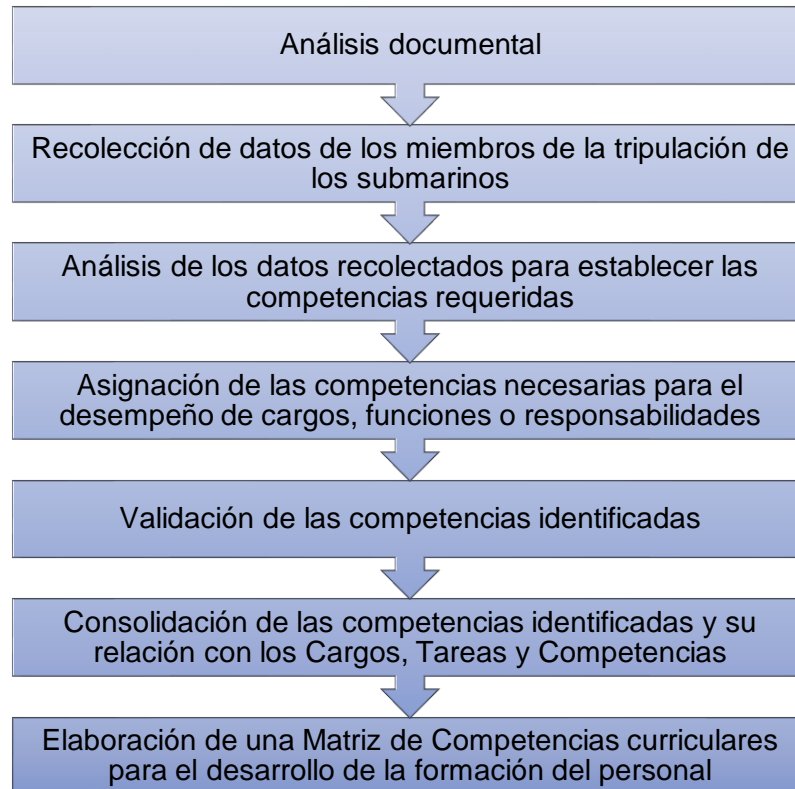 Análisis documental
Recolección de datos de los miembros de la tripulación de
los submarinos
Análisis de los datos recolectados para establecer las
competencias requeridas
Asignación de las competencias necesarias para el
desempeño de cargos, funciones o responsabilidades
Validación de las competencias identificadas
Consolidación de las competencias identificadas y su
relación con los Cargos, Tareas y Competencias
Elaboración de una Matriz de Competencias curriculares
para el desarrollo de la formación del personal